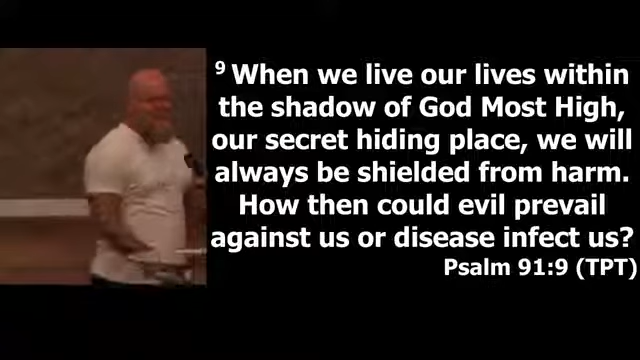 9 When we live our lives within
the shadow of God Most High,
our secret hiding place, we will
always be shielded from harm.
How then could evil prevail
against us or disease infect us?
Psalm 91:9 (TPT)